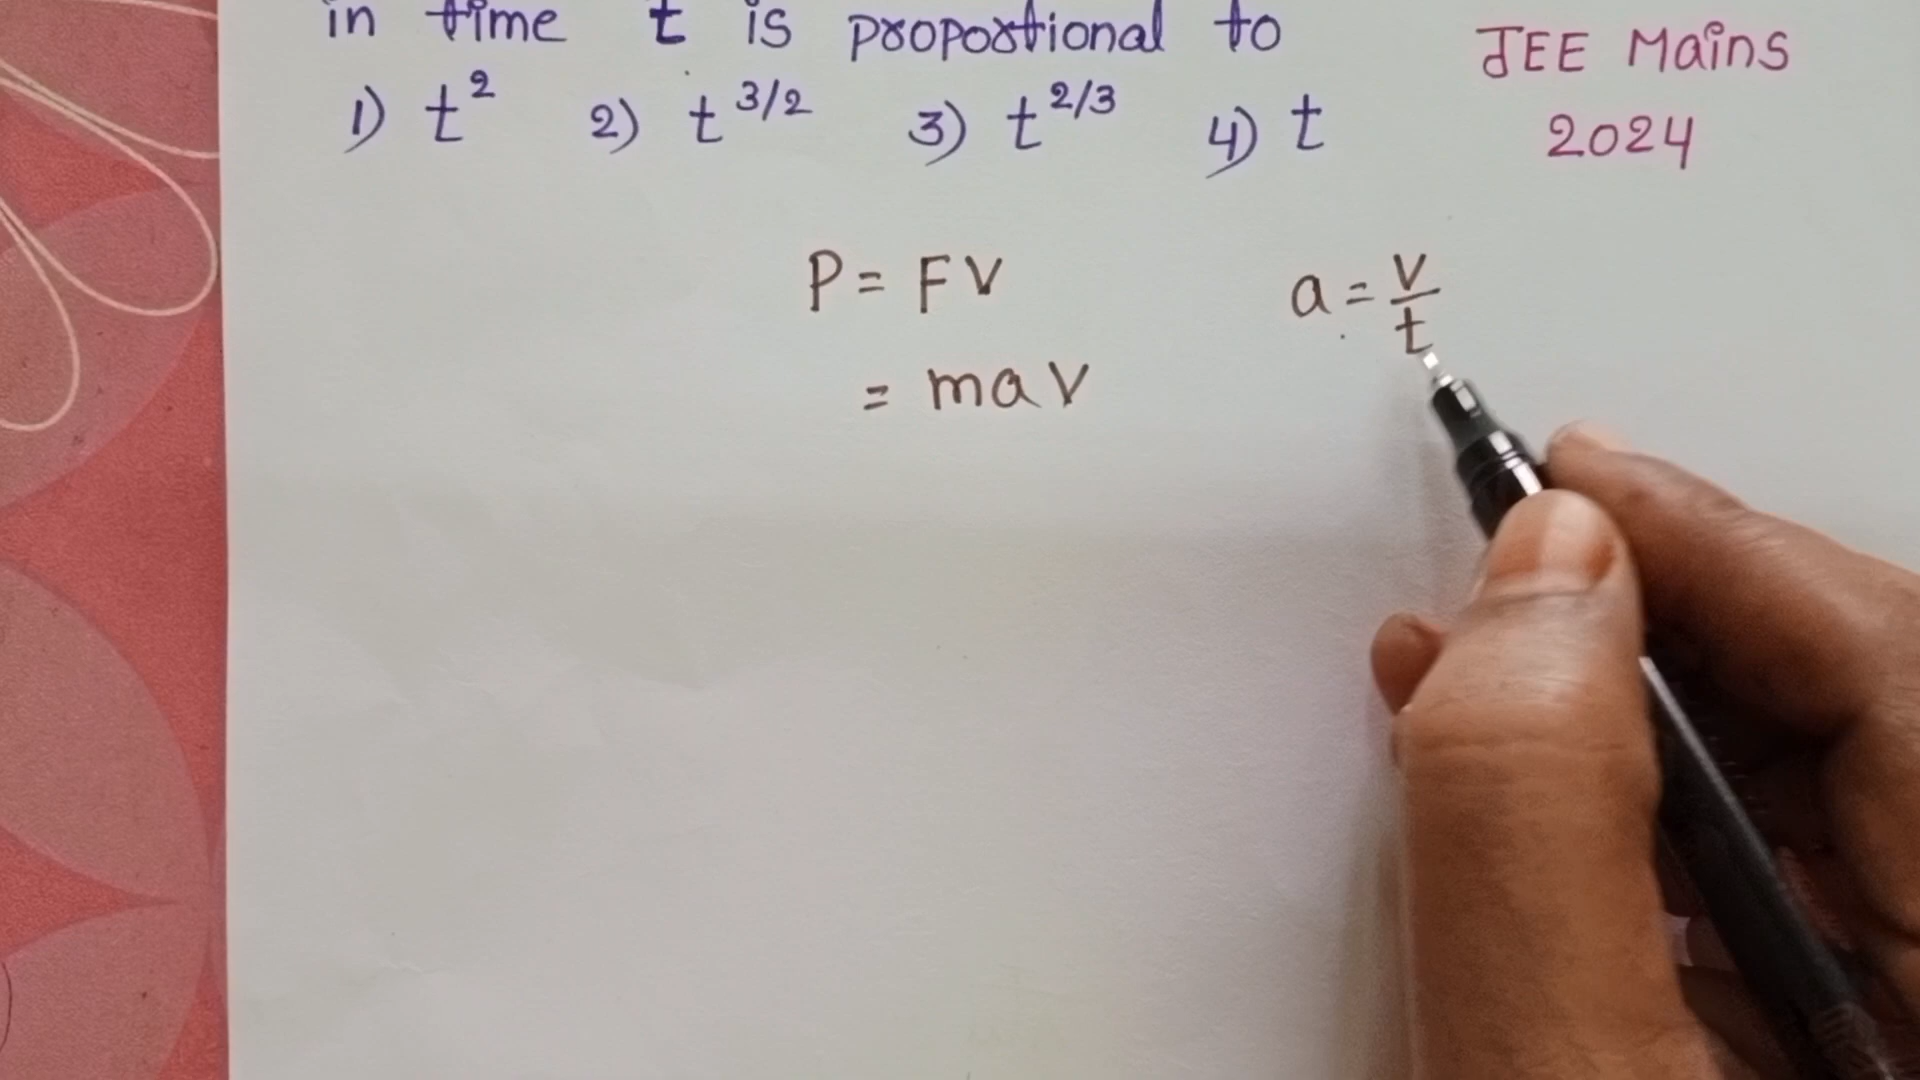 in time t is proportional to
1) t^2 2) t^3/2 3) t^2/3 4) t
JEE Mains
2024
P = FV
= maV
a = V/t